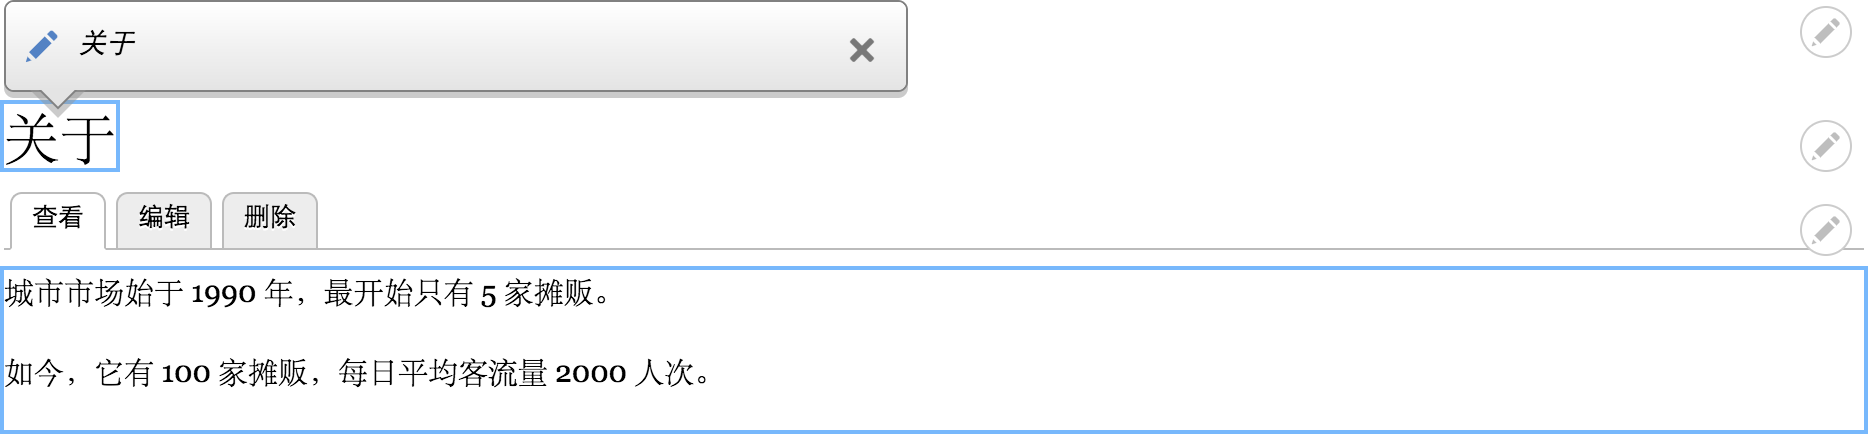 关于
关于
查看 编辑 删除
城市市场始于 1990 年，最开始只有 5 家摊贩。
如今，它有 100 家摊贩，每日平均客流量 2000 人次。